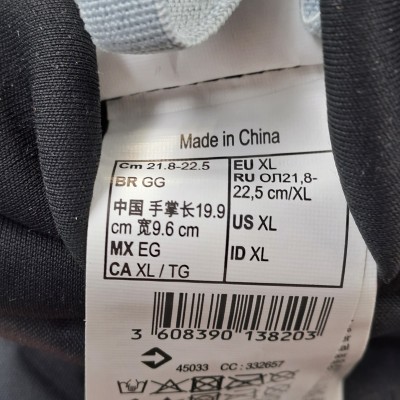 Made in China
Cm 21.8-22.5
BR GG
中国 手掌长19.9
cm 宽9.6 cm
MX EG
CA XL / TG
EU XL
RU ОЛ21,8-
22,5 cm/XL
US XL
ID XL
3 608390 138203
45033 CC : 332657